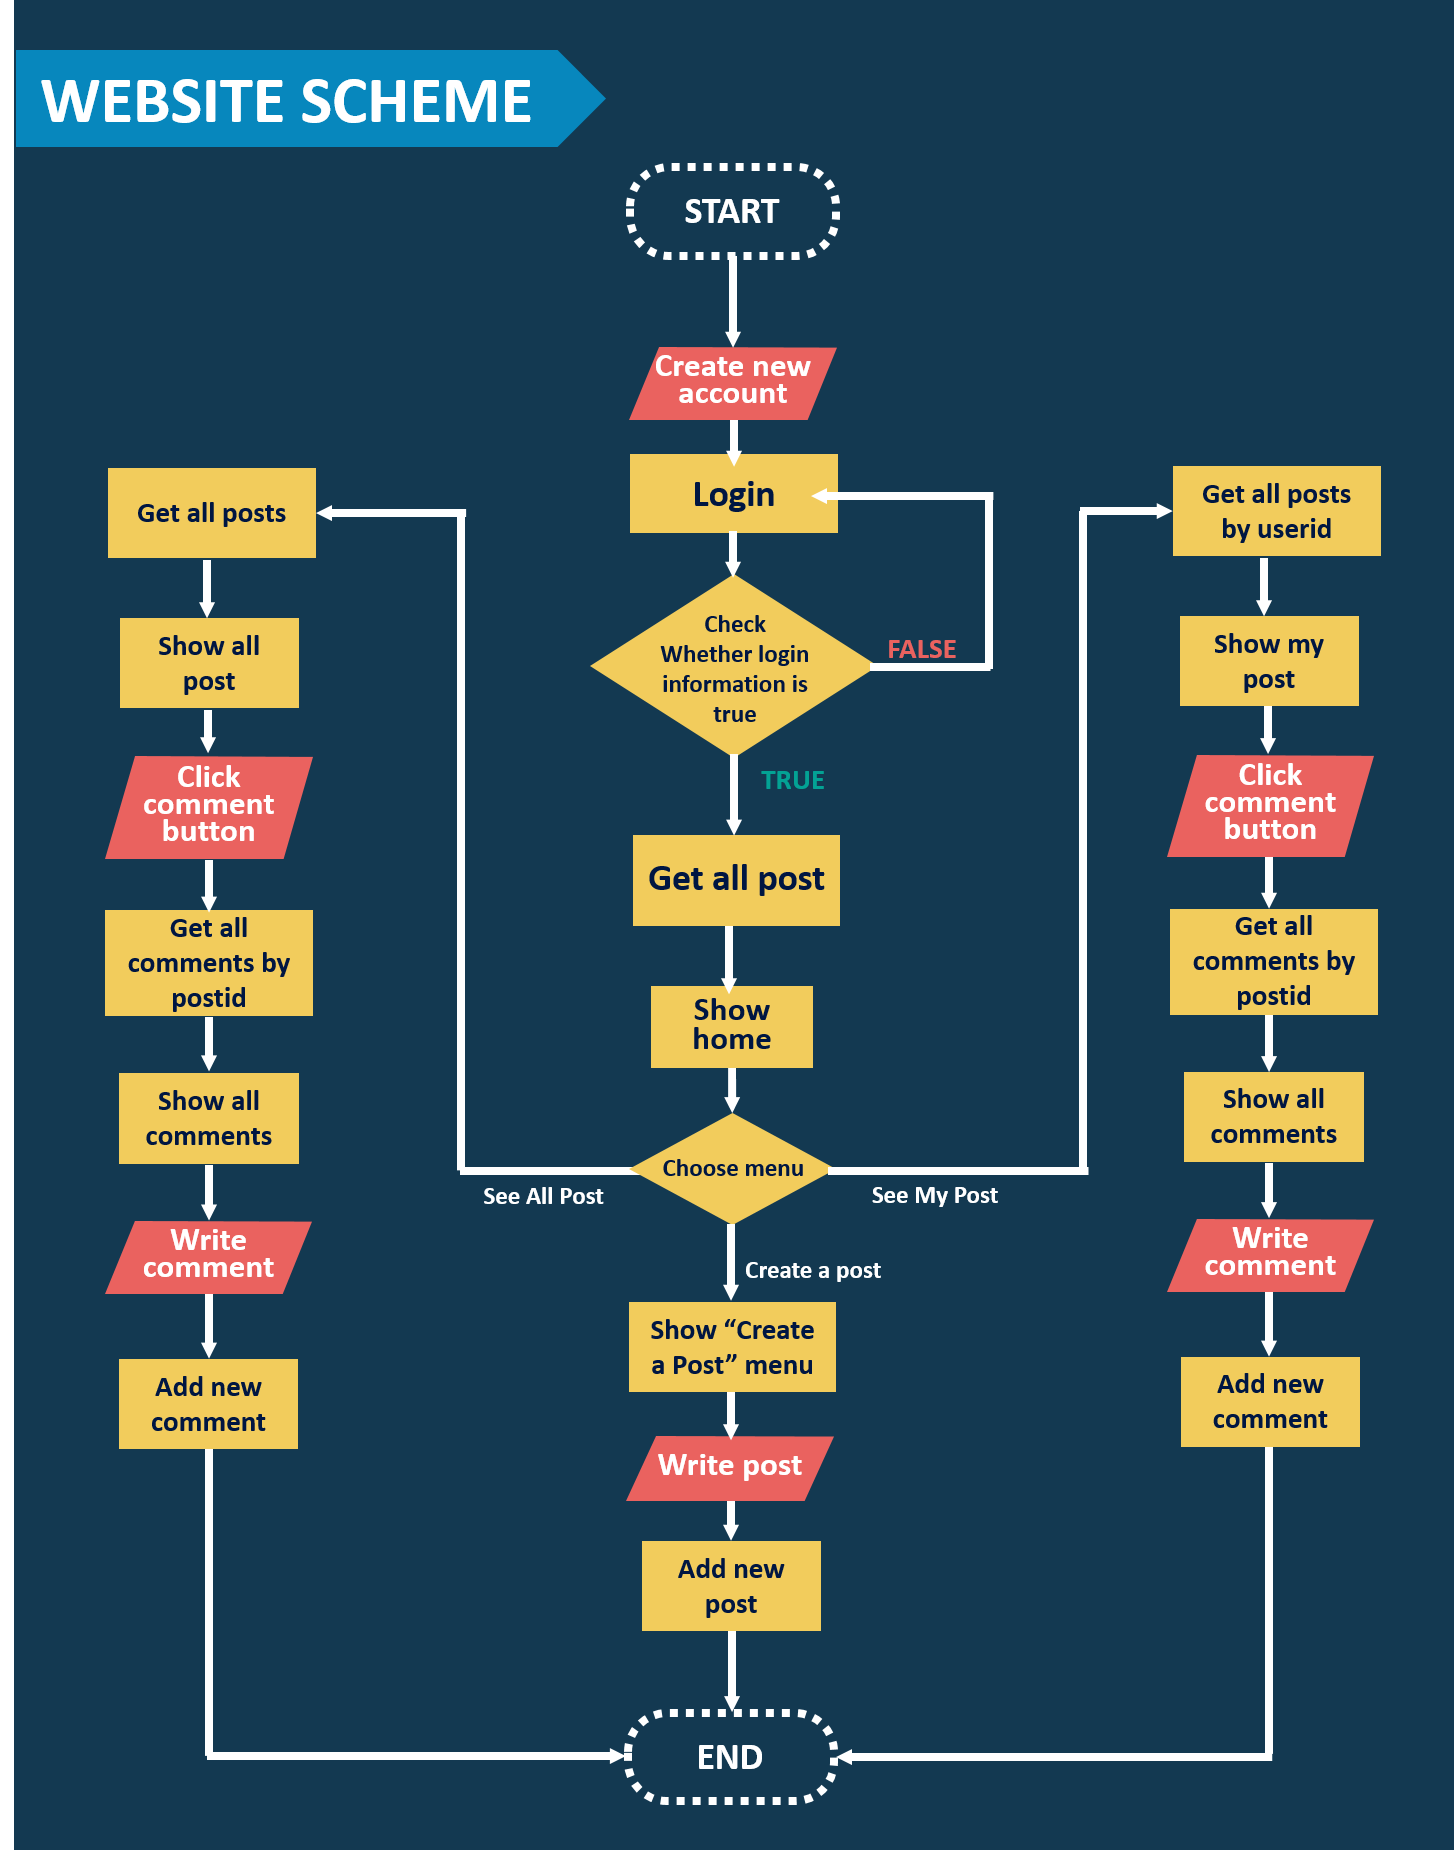 WEBSITE SCHEME
START
Create new
account
Login
Check
Whether login
information is
true
FALSE
TRUE
Get all post
Show
home
Choose menu
See All Post
See My Post
Create a post
Get all posts
Show all
post
Click
comment
button
Get all
comments by
postid
Show all
comments
Write
comment
Add new
comment
Show “Create
a Post” menu
Write post
Add new
post
Get all posts
by userid
Show my
post
Click
comment
button
Get all
comments by
postid
Show all
comments
Write
comment
Add new
comment
END